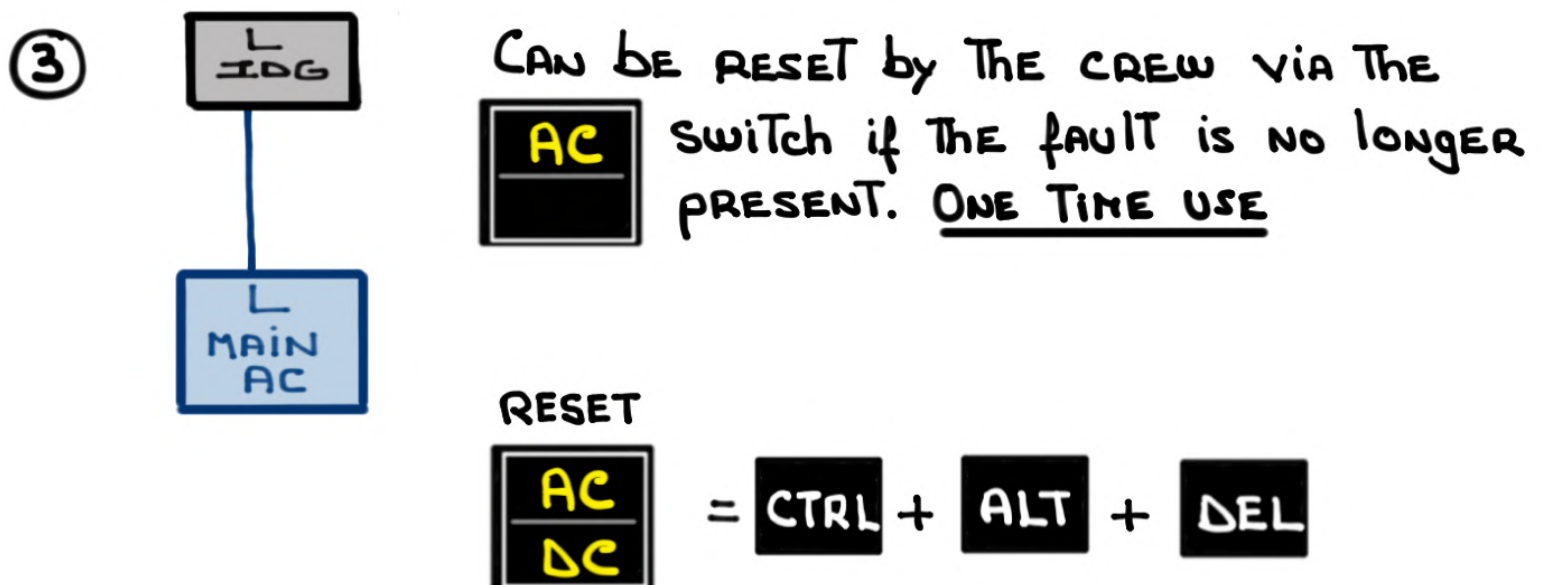 3
L
IDG
CAN BE RESET by THE CREW ViA THE
AC
SWiTCh if THE fAULT is NO lONgER
PRESENT. ONE TiME USE
L
MAiN
AC
RESET
AC
DC
= CTRL + ALT + DEL